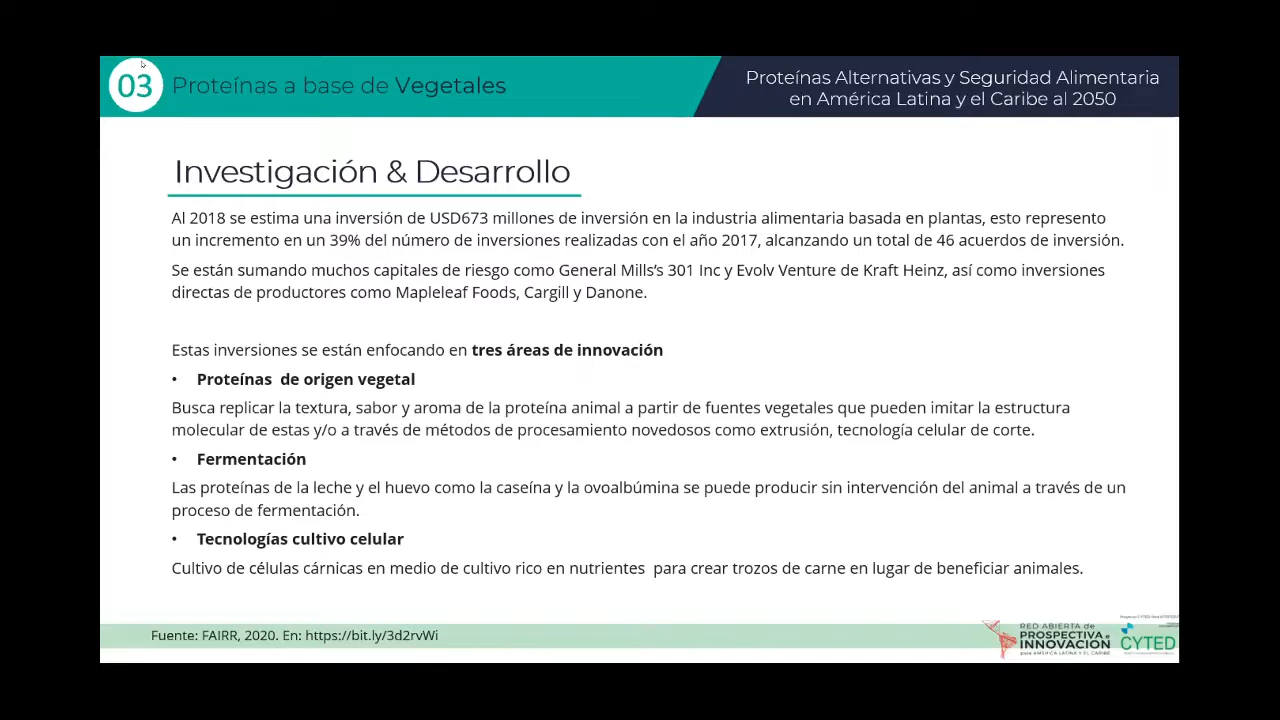 03 Proteínas a base de Vegetales
Proteínas Alternativas y Seguridad Alimentaria
en América Latina y el Caribe al 2050
Investigación & Desarrollo
Al 2018 se estima una inversión de USD673 millones de inversión en la industria alimentaria basada en plantas, esto represento
un incremento en un 39% del número de inversiones realizadas con el año 2017, alcanzando un total de 46 acuerdos de inversión.
Se están sumando muchos capitales de riesgo como General Mills's 301 Inc y Evolv Venture de Kraft Heinz, así como inversiones
directas de productores como Mapleleaf Foods, Cargill y Danone.
Estas inversiones se están enfocando en tres áreas de innovación
• Proteínas de origen vegetal
Busca replicar la textura, sabor y aroma de la proteína animal a partir de fuentes vegetales que pueden imitar la estructura
molecular de estas y/o a través de métodos de procesamiento novedosos como extrusión, tecnología celular de corte.
• Fermentación
Las proteínas de la leche y el huevo como la caseína y la ovoalbúmina se puede producir sin intervención del animal a través de un
proceso de fermentación.
• Tecnologías cultivo celular
Cultivo de células cárnicas en medio de cultivo rico en nutrientes para crear trozos de carne en lugar de beneficiar animales.
Fuente: FAIRR, 2020. En: https://bit.ly/3d2rvWi
RED ABIERTA de
PROSPECTIVA e
INNOVACIÓN
para AMÉRICA LATINA Y EL CARIBE
CYTED